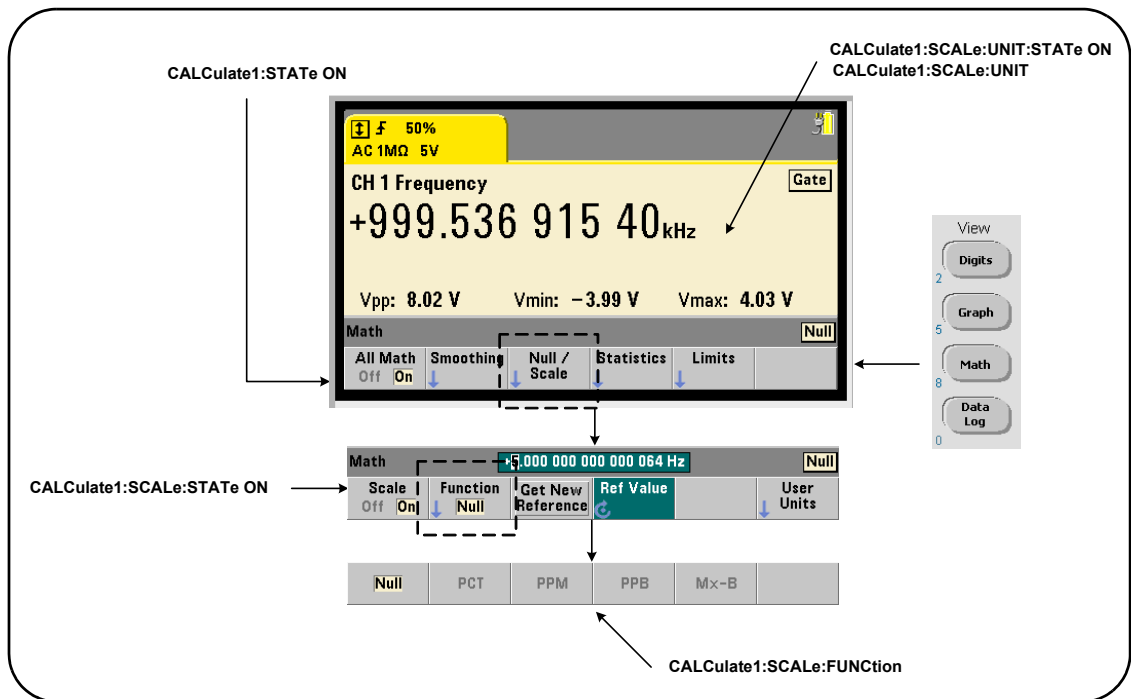 CALCulate1:SCALe:UNIT:STATe ON
CALCulate1:SCALe:UNIT
CALCulate1:STATe ON
50%
AC 1MΩ 5V
CH 1 Frequency
Gate
+999.536 915 40kHz
Vpp: 8.02 V Vmin: −3.99 V Vmax: 4.03 V
Math Null
All Math Smoothing Null / Statistics Limits
Off On Scale
View
Digits
2
Graph
5
Math
8
Data
Log
0
Math +5.000 000 000 000 064 Hz Null
CALCulate1:SCALe:STATe ON
Scale Function Get New Ref Value User
Off On Null Reference Units
Null PCT PPM PPB Mx-B
CALCulate1:SCALe:FUNCtion